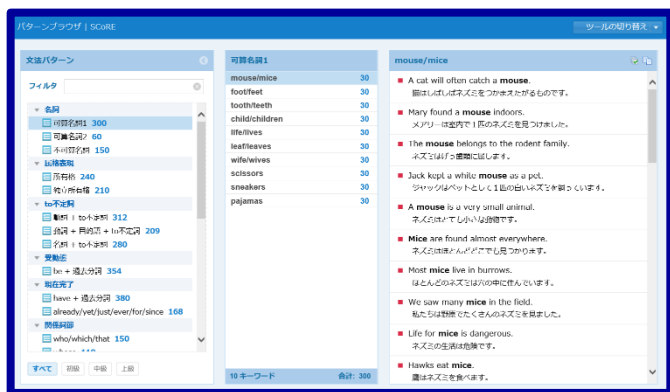 パターンブラウザ | SCoRE
ツールの切り替え
文法パターン
フィルタ
名詞
可算名詞1 300
可算名詞2 60
不可算名詞 150
所有格 240
独立所有格 210
to不定詞
動詞 + to不定詞 312
動詞 + 目的語 + to不定詞 209
名詞 + to不定詞 280
受動態
be + 過去分詞 354
現在完了
have + 過去分詞 380
already/yet/just/ever/for/since 168
関係詞節
who/which/that 150
すべて 初級 中級 上級
可算名詞1
mouse/mice 30
foot/feet 30
tooth/teeth 30
child/children 30
life/lives 30
leaf/leaves 30
wife/wives 30
scissors 30
sneakers 30
pajamas 30
10 キーワード 合計: 300
mouse/mice
A cat will often catch a mouse.
猫はしばしばネズミをつかまえたがるものです。
Mary found a mouse indoors.
メアリーは室内で1匹のネズミを見つけました。
The mouse belongs to the rodent family.
ネズミはげっ歯類に属します。
Jack kept a white mouse as a pet.
ジャックはペットとして1匹の白いネズミを飼っています。
A mouse is a very small animal.
ネズミはとても小さな動物です。
Mice are found almost everywhere.
ネズミはほとんどどこでも見つかります。
Most mice live in burrows.
ほとんどのネズミは穴の中に住んでいます。
We saw many mice in the field.
私たちは野原でたくさんのネズミを見ました。
Life for mice is dangerous.
ネズミの生活は危険です。
Hawks eat mice.
鷹はネズミを食べます。